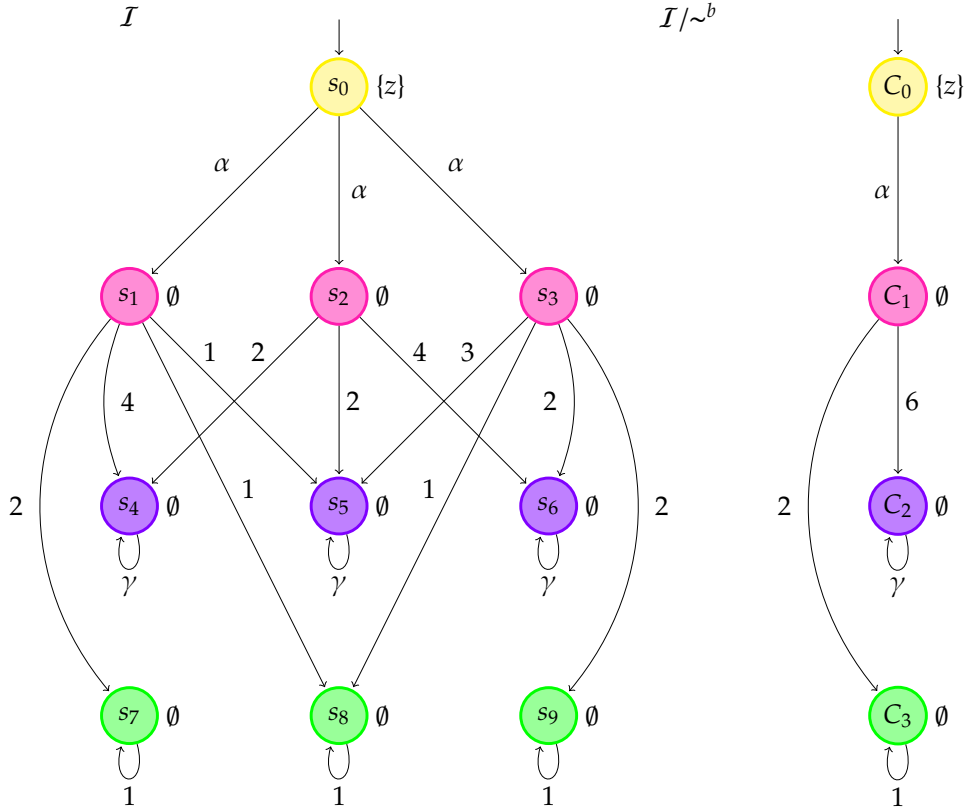 𝓘 𝓘/∼ᵇ
s₀ {z} C₀ {z}
α α α α
s₁ ∅ s₂ ∅ s₃ ∅ C₁ ∅
1 2 4 3
4 2 2 6
2 1 1 2 2
s₄ ∅ s₅ ∅ s₆ ∅ C₂ ∅
γ γ γ γ
s₇ ∅ s₈ ∅ s₉ ∅ C₃ ∅
1 1 1 1